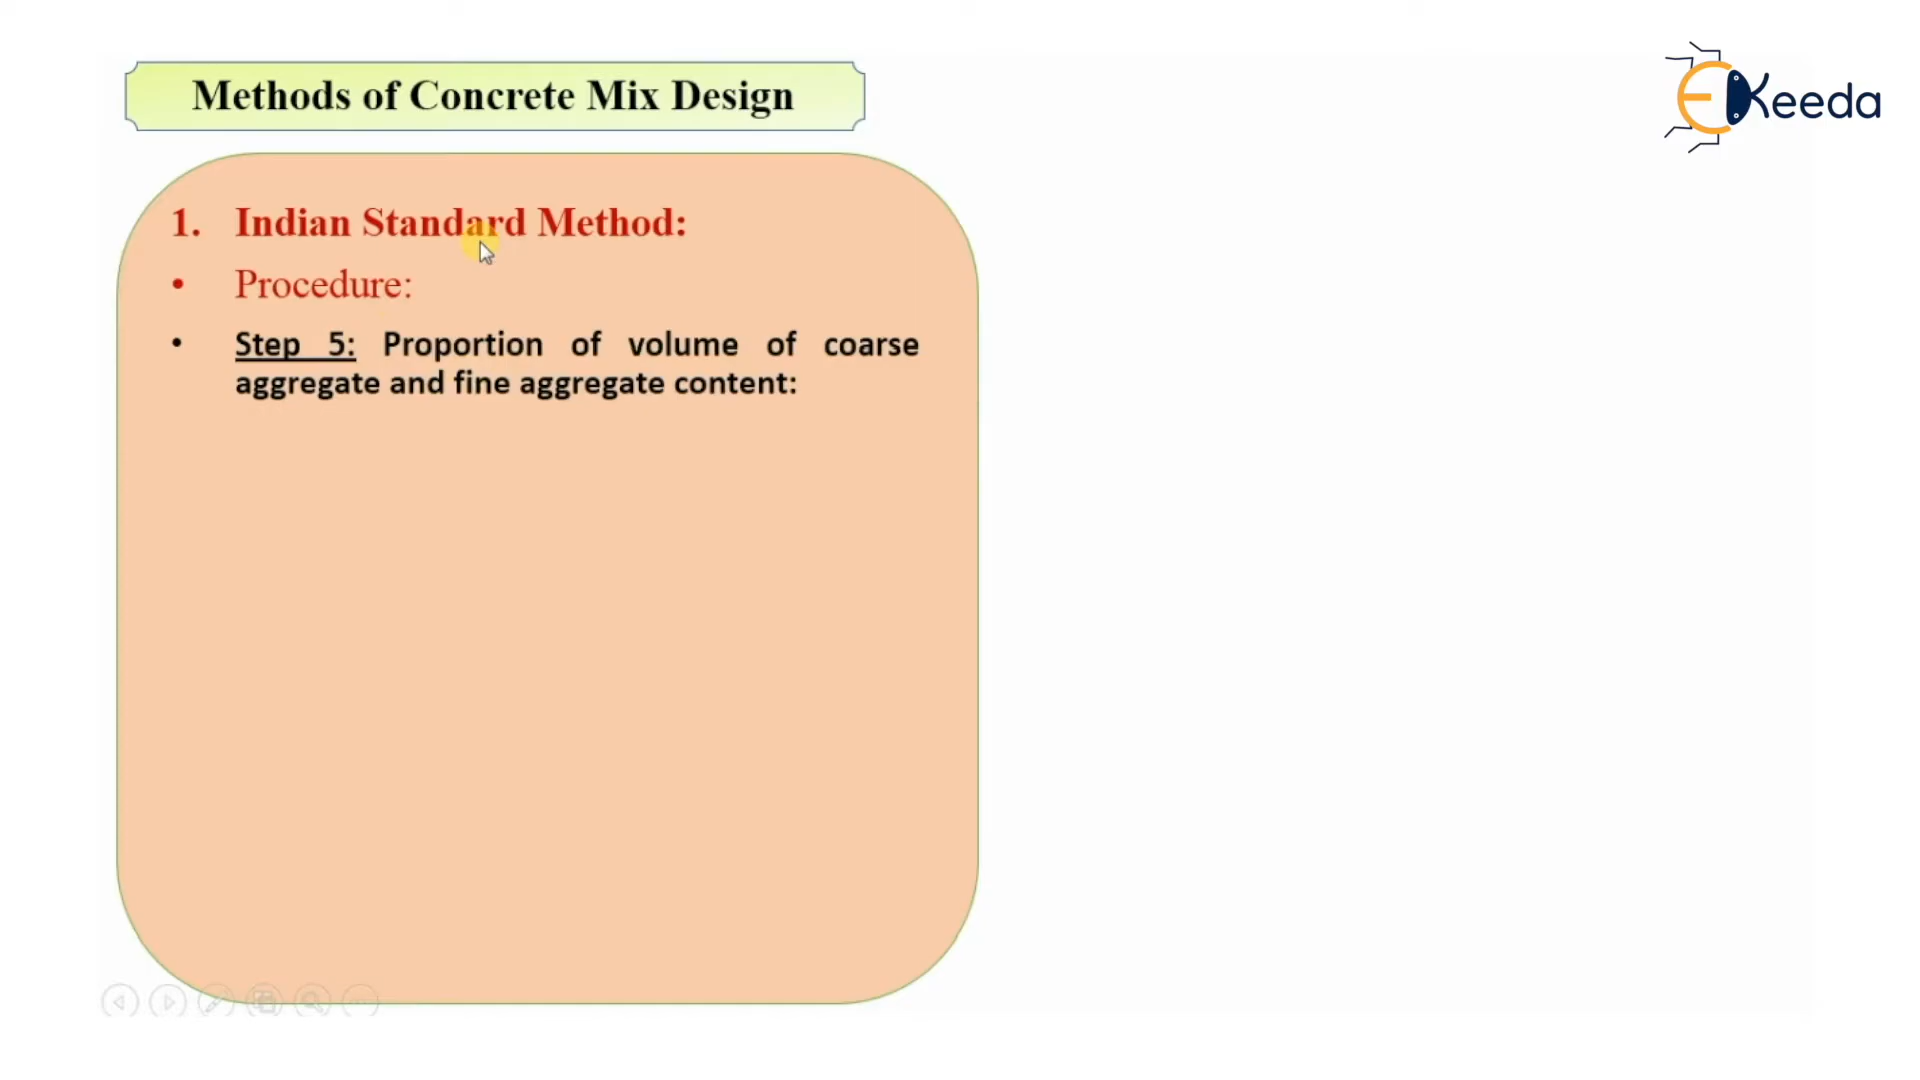 Methods of Concrete Mix Design
EKeeda
1. Indian Standard Method:
• Procedure:
• Step 5: Proportion of volume of coarse
aggregate and fine aggregate content: